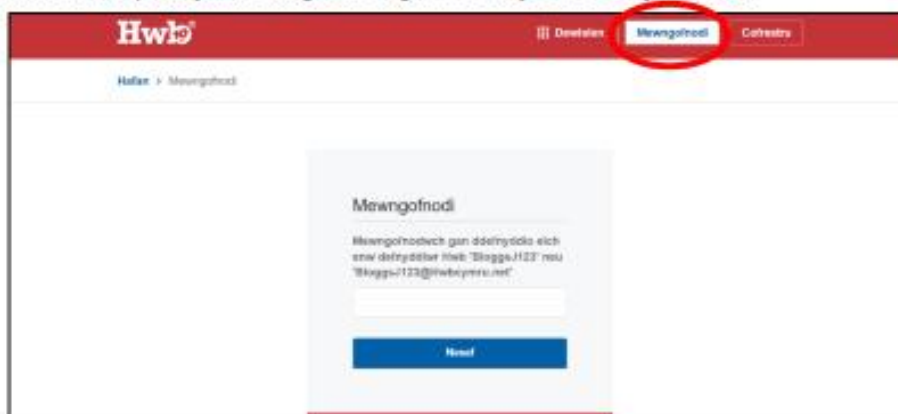 Hwb
Dewislen Mewngofnodi Cofrestru
Hafan > Mewngofnodi
Mewngofnodi
Mewngofnodwch gan ddefnyddio eich
enw defnyddiwr Hwb 'BloggsJ123' neu
'BloggsJ123@Hwbcymru.net'
Nesaf